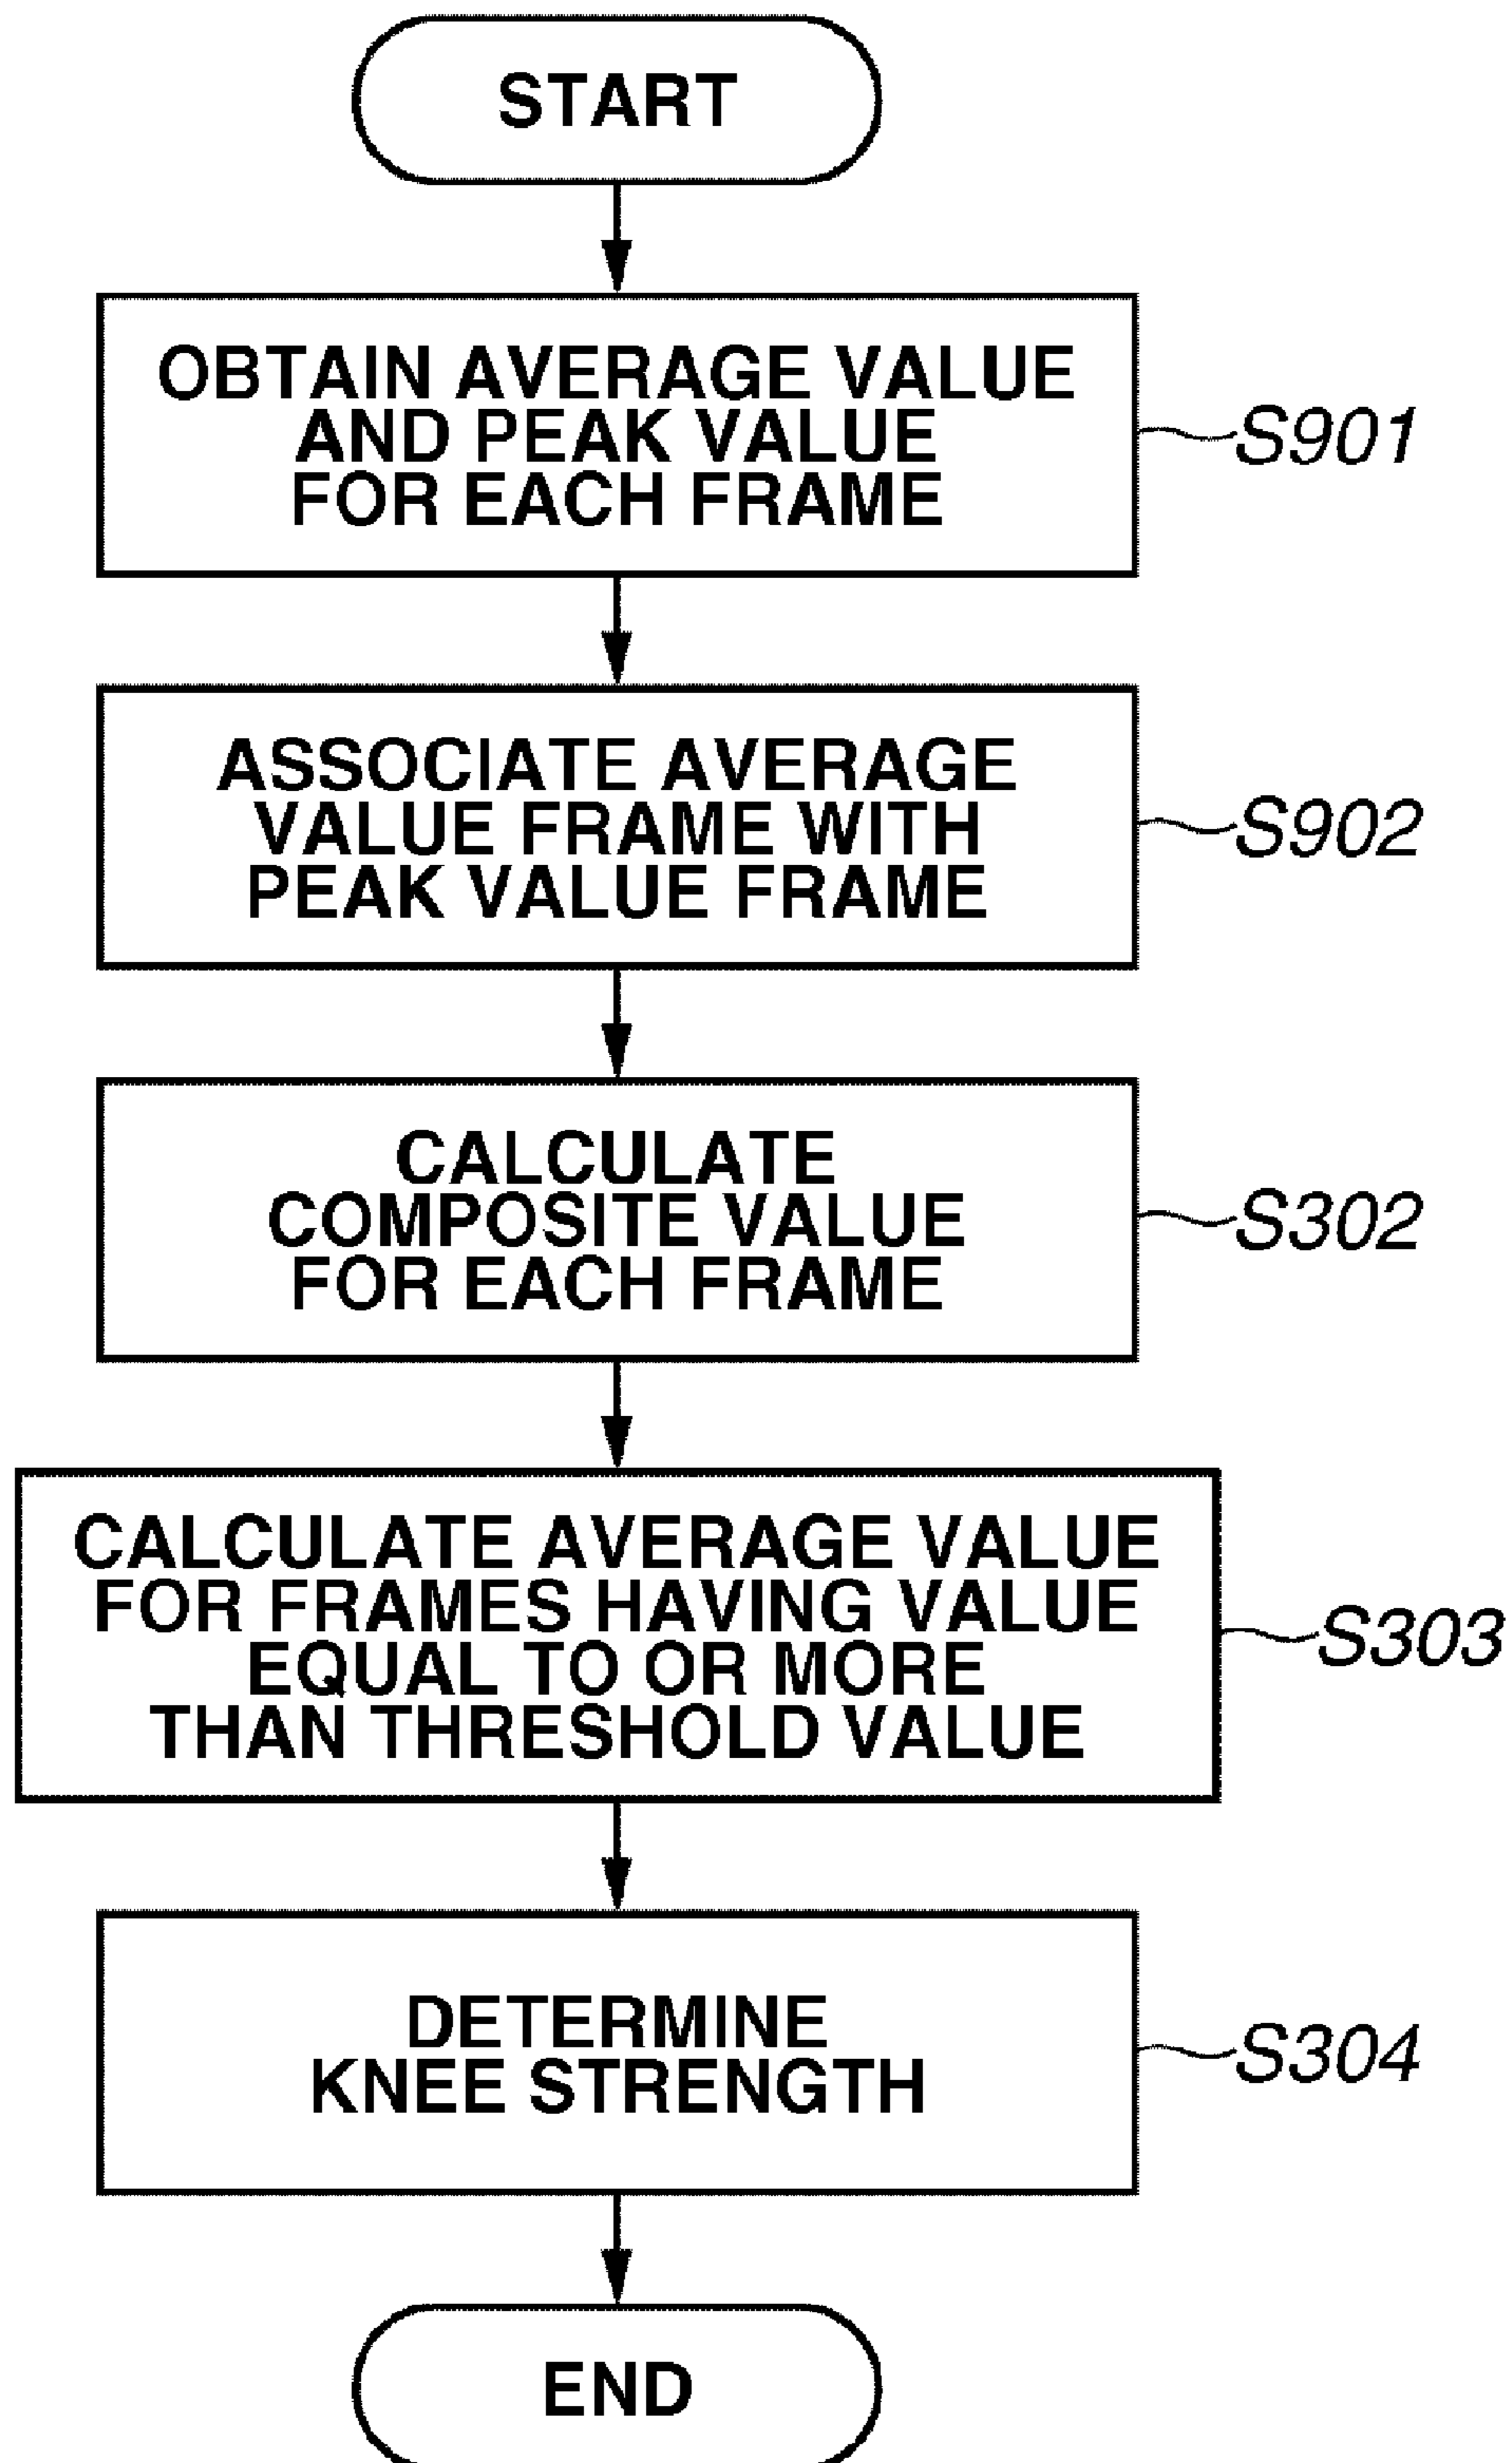 START
OBTAIN AVERAGE VALUE
AND PEAK VALUE
FOR EACH FRAME
S901
ASSOCIATE AVERAGE
VALUE FRAME WITH
PEAK VALUE FRAME
S902
CALCULATE
COMPOSITE VALUE
FOR EACH FRAME
S302
CALCULATE AVERAGE VALUE
FOR FRAMES HAVING VALUE
EQUAL TO OR MORE
THAN THRESHOLD VALUE
S303
DETERMINE
KNEE STRENGTH
S304
END